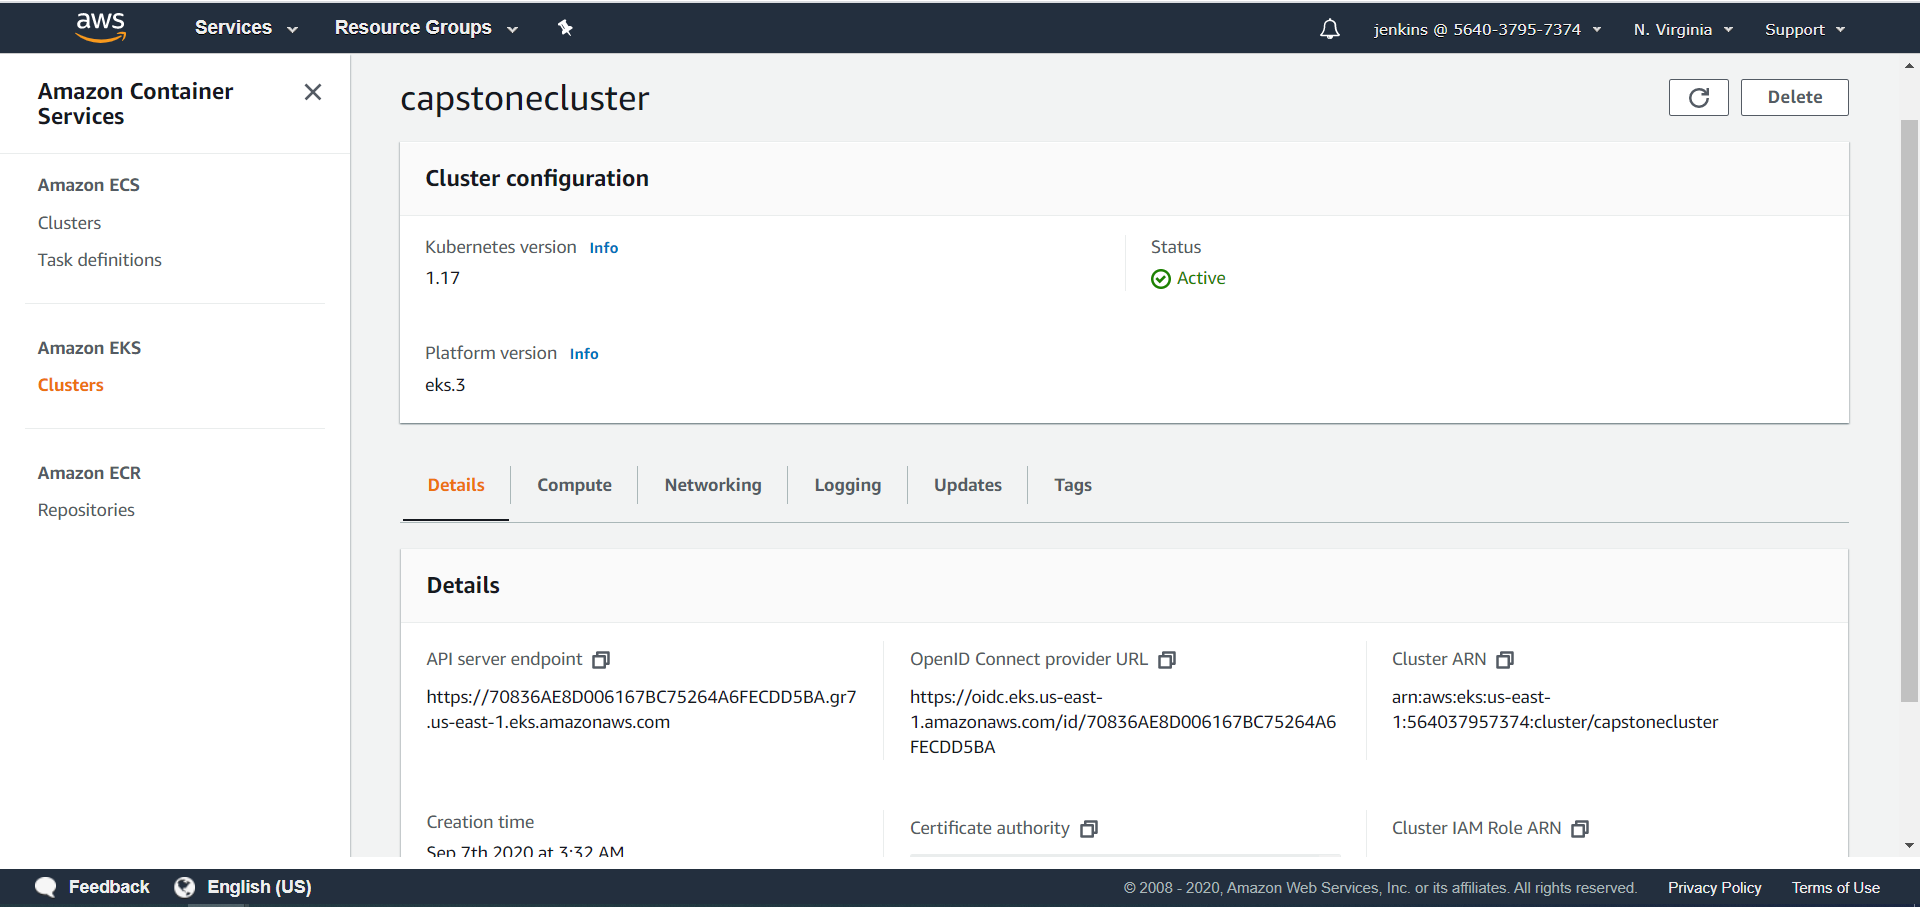 aws
Services
Resource Groups
jenkins @ 5640-3795-7374
N. Virginia
Support
Amazon Container
Services
Amazon ECS
Clusters
Task definitions
Amazon EKS
Clusters
Amazon ECR
Repositories
capstonecluster
Delete
Cluster configuration
Kubernetes version Info
1.17
Status
Active
Platform version Info
eks.3
Details
Compute
Networking
Logging
Updates
Tags
Details
API server endpoint
https://70836AE8D006167BC75264A6FECDD5BA.gr7
.us-east-1.eks.amazonaws.com
OpenID Connect provider URL
https://oidc.eks.us-east-
1.amazonaws.com/id/70836AE8D006167BC75264A6
FECDD5BA
Cluster ARN
arn:aws:eks:us-east-
1:564037957374:cluster/capstonecluster
Creation time
Sep 7th 2020 at 3:32 AM
Certificate authority
Cluster IAM Role ARN
Feedback
English (US)
© 2008 - 2020, Amazon Web Services, Inc. or its affiliates. All rights reserved.
Privacy Policy
Terms of Use